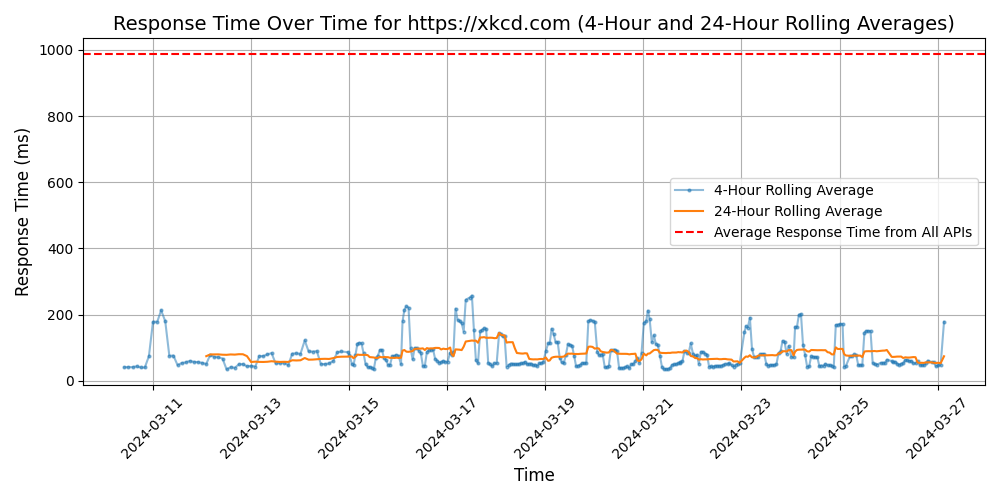 Response Time Over Time for https://xkcd.com (4-Hour and 24-Hour Rolling Averages)
Response Time (ms)
1000
800
600
400
200
0
4-Hour Rolling Average
24-Hour Rolling Average
Average Response Time from All APIs
2024-03-11
2024-03-13
2024-03-15
2024-03-17
2024-03-19
2024-03-21
2024-03-23
2024-03-25
2024-03-27
Time